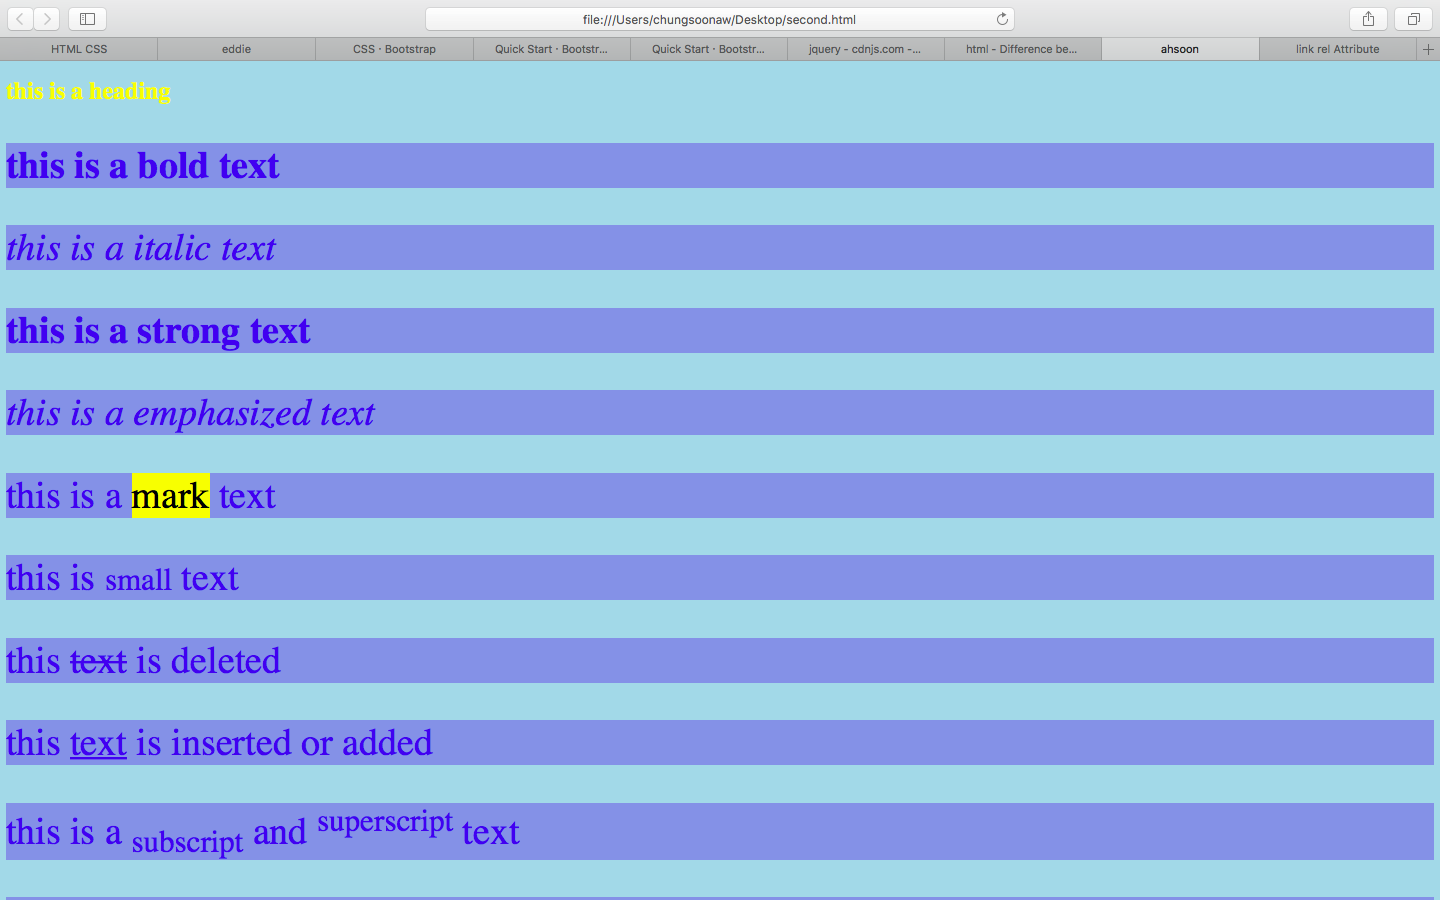 file:///Users/chungsoonaw/Desktop/second.html
HTML CSS eddie CSS · Bootstrap Quick Start · Bootstr... Quick Start · Bootstr... jquery - cdnjs.com -... html - Difference be... ahsoon link rel Attribute
this is a heading
this is a bold text
this is a italic text
this is a strong text
this is a emphasized text
this is a mark text
this is small text
this text is deleted
this text is inserted or added
this is a subscript and superscript text